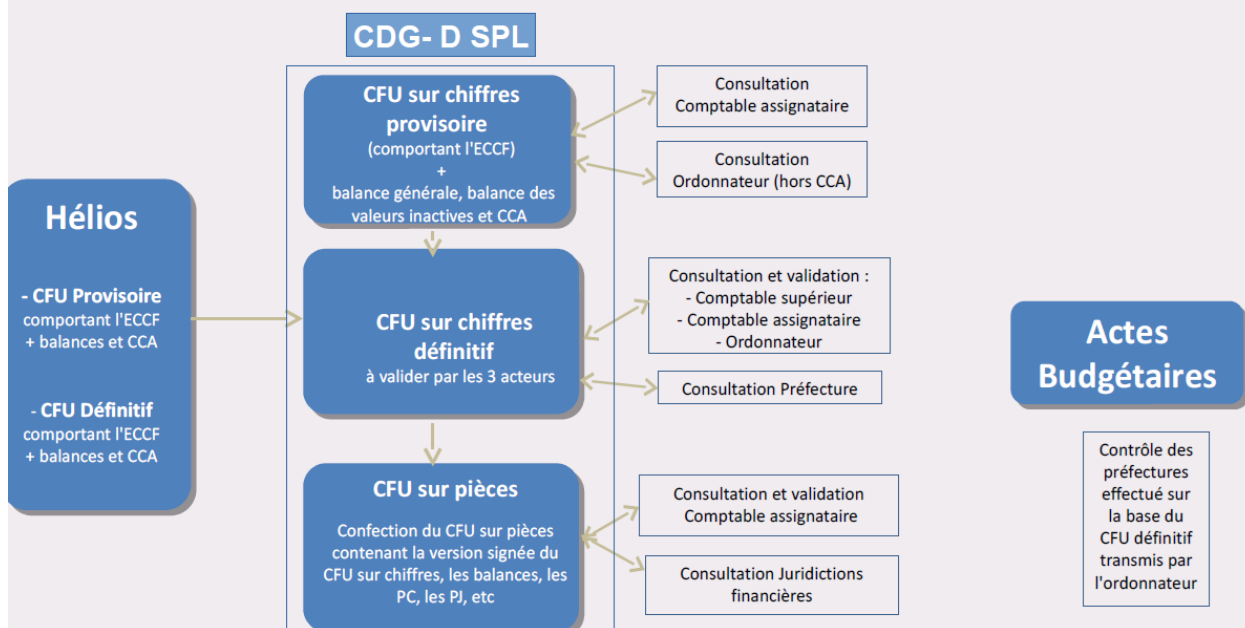 CDG- D SPL
Hélios
- CFU Provisoire
comportant l'ECCF
+ balances et CCA
- CFU Définitif
comportant l'ECCF
+ balances et CCA
CFU sur chiffres
provisoire
(comportant l'ECCF)
+
balance générale, balance des
valeurs inactives et CCA
Consultation
Comptable assignataire
Consultation
Ordonnateur (hors CCA)
CFU sur chiffres
définitif
à valider par les 3 acteurs
Consultation et validation :
- Comptable supérieur
- Comptable assignataire
- Ordonnateur
Consultation Préfecture
CFU sur pièces
Confection du CFU sur pièces
contenant la version signée du
CFU sur chiffres, les balances, les
PC, les PJ, etc
Consultation et validation
Comptable assignataire
Consultation Juridictions
financières
Actes
Budgétaires
Contrôle des
préfectures
effectué sur
la base du
CFU définitif
transmis par
l'ordonnateur